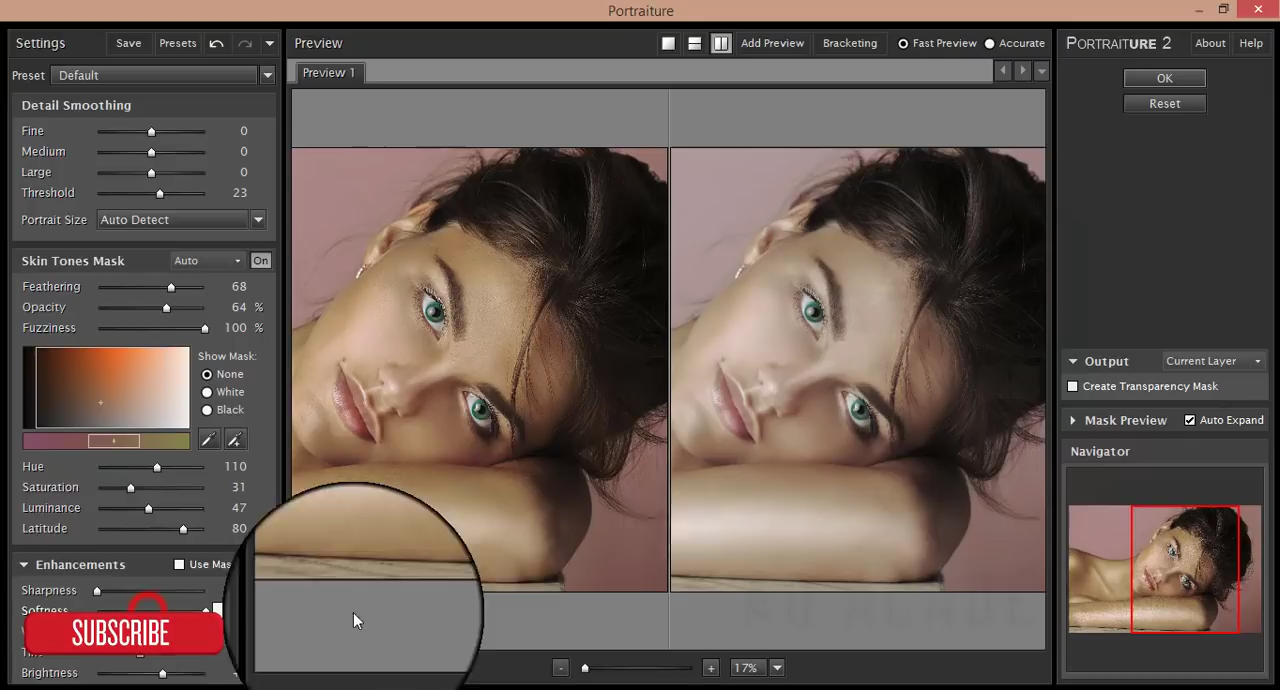 Portraiture
Settings
Save
Presets
Preset
Default
Detail Smoothing
Fine 0
Medium 0
Large 0
Threshold 23
Portrait Size Auto Detect
Skin Tones Mask Auto On
Feathering 68
Opacity 64 %
Fuzziness 100 %
Show Mask:
None
White
Black
Hue 110
Saturation 31
Luminance 47
Latitude 80
Enhancements
Use Mas
Sharpness
Softness
SUBSCRIBE
Brightness
Preview
Add Preview
Bracketing
Fast Preview
Accurate
Preview 1
- + 17%
PORTRAITURE 2
About
Help
OK
Reset
Output Current Layer
Create Transparency Mask
Mask Preview
Auto Expand
Navigator